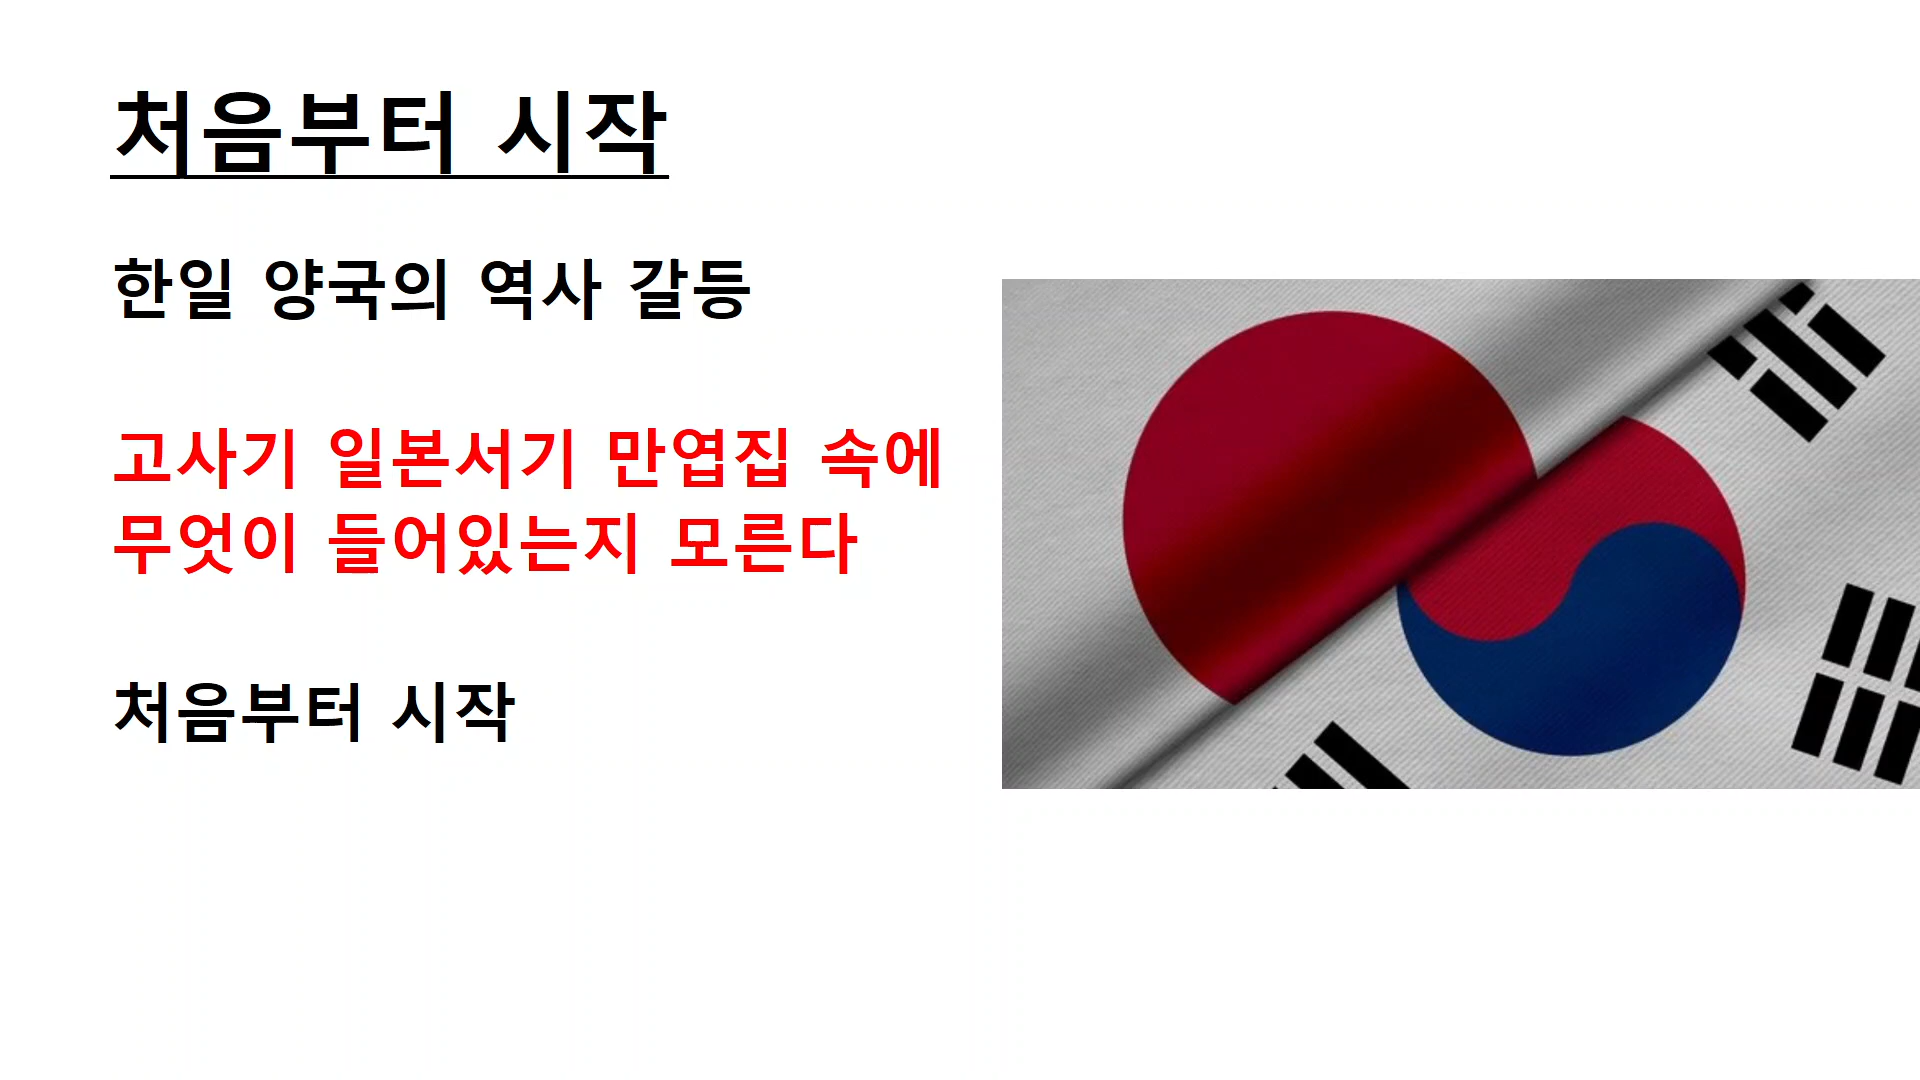 처음부터 시작
한일 양국의 역사 갈등
고사기 일본서기 만엽집 속에
무엇이 들어있는지 모른다
처음부터 시작